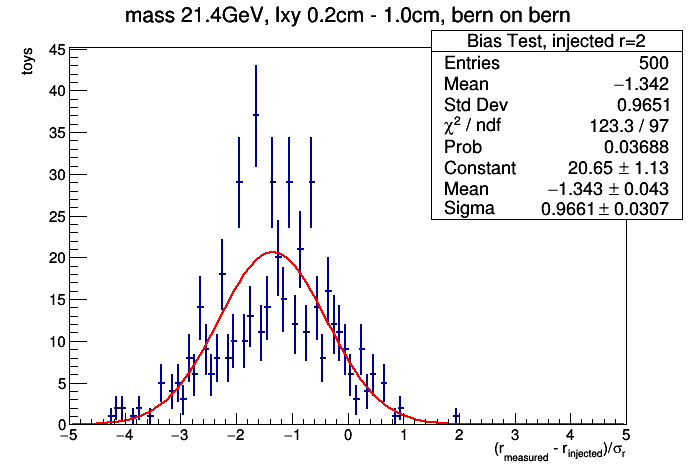 mass 21.4GeV, lxy 0.2cm - 1.0cm, bern on bern
Bias Test, injected r=2
Entries 500
Mean −1.342
Std Dev 0.9651
χ² / ndf 123.3 / 97
Prob 0.03688
Constant 20.65 ± 1.13
Mean −1.343 ± 0.043
Sigma 0.9661 ± 0.0307
toys
45
40
35
30
25
20
15
10
5
0
−5 −4 −3 −2 −1 0 1 2 3 4 5
(r_measured - r_injected)/σ_r